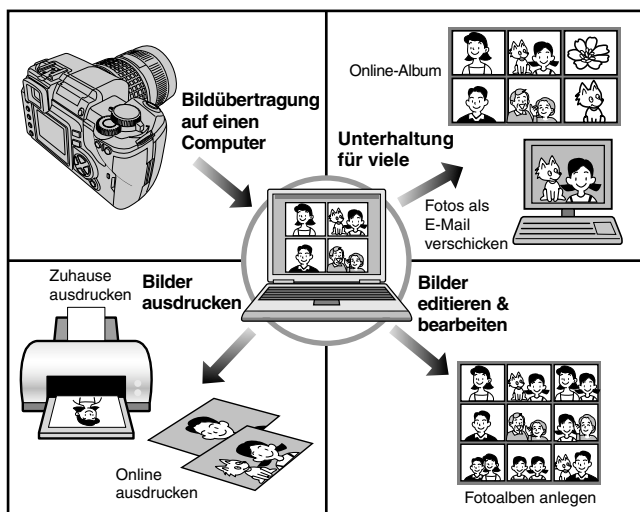 Bildübertragung
auf einen
Computer
Online-Album
Unterhaltung
für viele
Fotos als
E-Mail
verschicken
Zuhause
ausdrucken
Bilder
ausdrucken
Online
ausdrucken
Bilder
editieren &
bearbeiten
Fotoalben anlegen